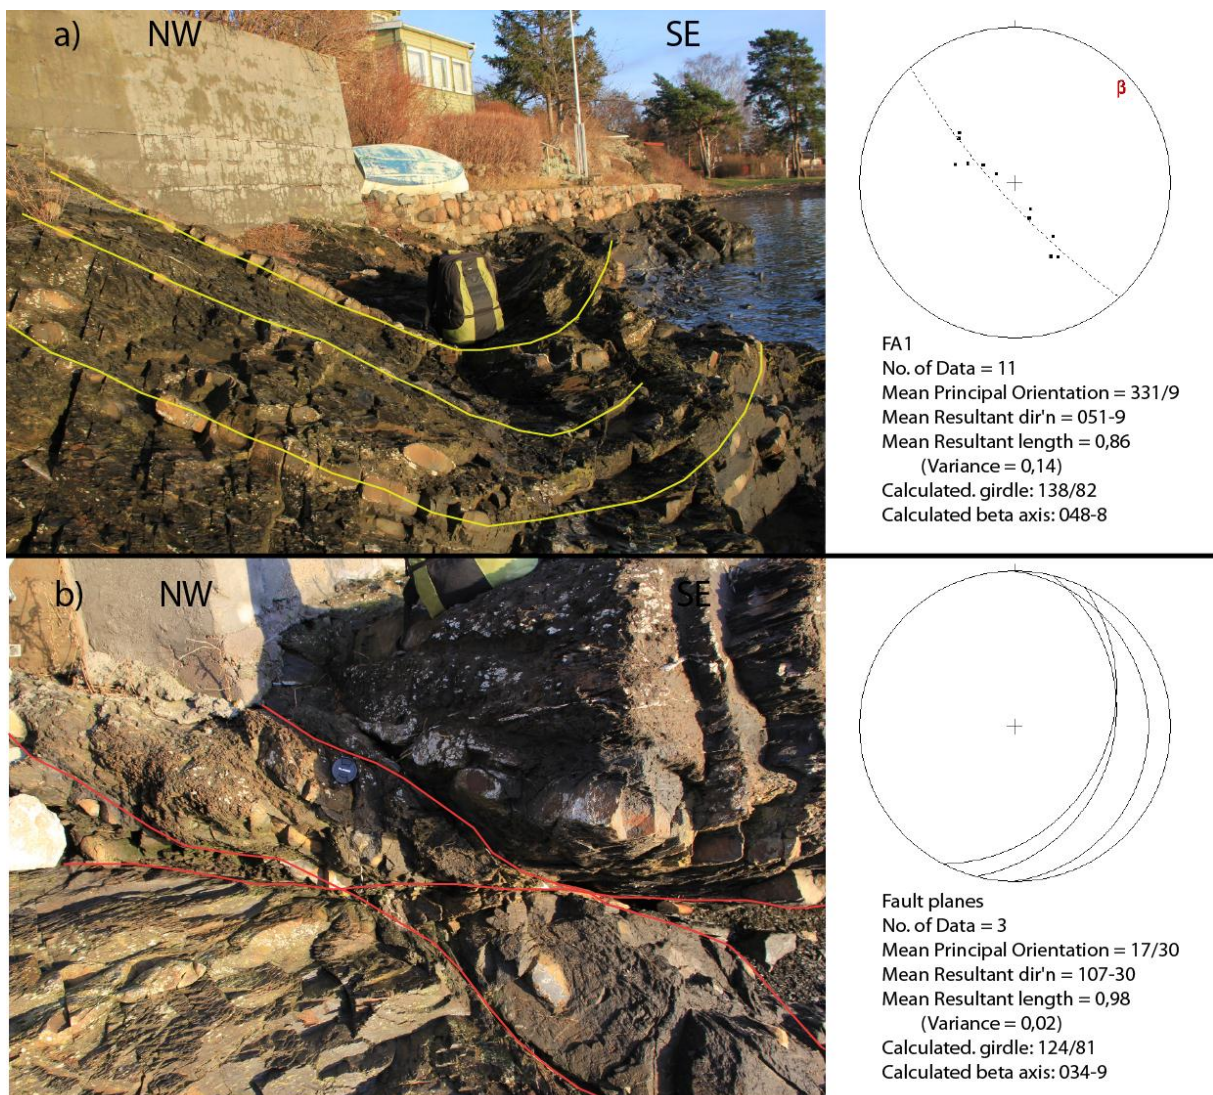 a) NW SE
β
FA1
No. of Data = 11
Mean Principal Orientation = 331/9
Mean Resultant dir'n = 051-9
Mean Resultant length = 0,86
(Variance = 0,14)
Calculated. girdle: 138/82
Calculated beta axis: 048-8
b) NW SE
Fault planes
No. of Data = 3
Mean Principal Orientation = 17/30
Mean Resultant dir'n = 107-30
Mean Resultant length = 0,98
(Variance = 0,02)
Calculated. girdle: 124/81
Calculated beta axis: 034-9